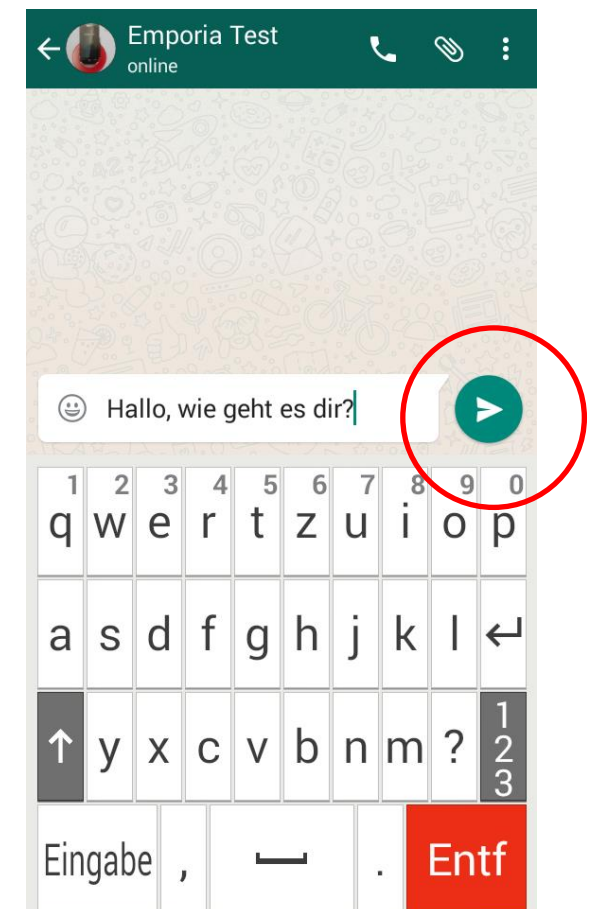 Emporia Test
online
Hallo, wie geht es dir?
1 2 3 4 5 6 7 8 9 0
q w e r t z u i o p
a s d f g h j k l
y x c v b n m ? 1 2 3
Eingabe , . Entf